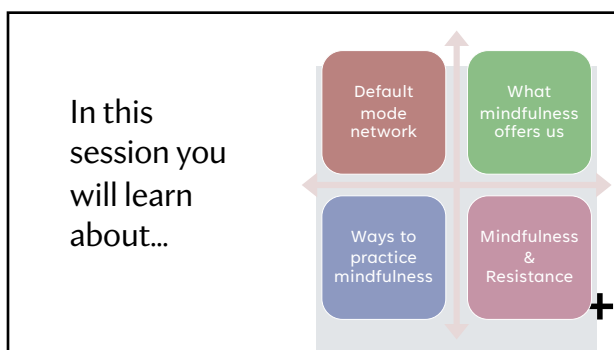 In this
session you
will learn
about...
Default
mode
network
What
mindfulness
offers us
Ways to
practice
mindfulness
Mindfulness
&
Resistance
+